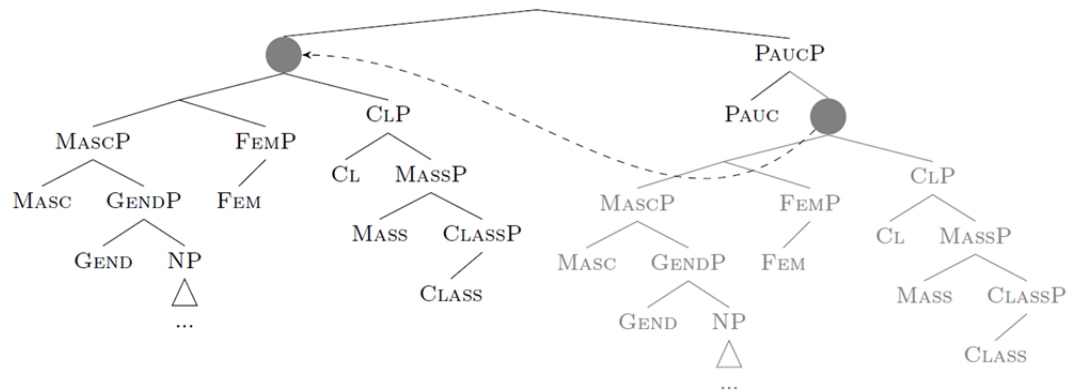 PAUCP
CLP
PAUC
MASCP
FEMP
CL
MASSP
CLP
MASC
GENDP
FEM
MASCP
FEMP
CL
MASSP
MASS
CLASSP
GEND
NP
MASC
GENDP
FEM
CLASS
MASS
CLASSP
...
GEND
NP
CLASS
...